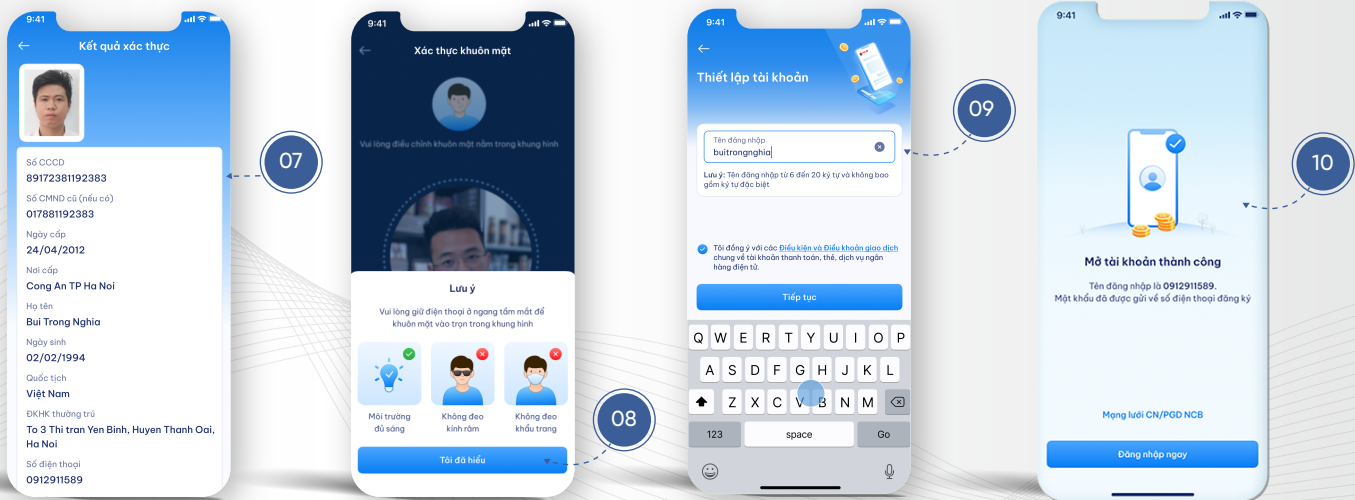 9:41
Kết quả xác thực
Số CCCD
89172381192383
Số CMND cũ (nếu có)
017881192383
Ngày cấp
24/04/2012
Nơi cấp
Cong An TP Ha Noi
Họ tên
Bui Trong Nghia
Ngày sinh
02/02/1994
Quốc tịch
Việt Nam
ĐKHK thường trú
To 3 Thi tran Yen Binh, Huyen Thanh Oai,
Ha Noi
Số điện thoại
0912911589
07
9:41
Xác thực khuôn mặt
Vui lòng điều chỉnh khuôn mặt nằm trong khung hình
Lưu ý
Vui lòng giữ điện thoại ở ngang tầm mắt để
khuôn mặt vào trọn trong khung hình
Môi trường
đủ sáng
Không đeo
kính râm
Không đeo
khẩu trang
Tôi đã hiểu
08
9:41
Thiết lập tài khoản
Tên đăng nhập
buitrongnghia
Lưu ý: Tên đăng nhập từ 6 đến 20 ký tự và không bao
gồm ký tự đặc biệt
Tôi đồng ý với các Điều kiện và Điều khoản giao dịch
chung về tài khoản thanh toán, thẻ, dịch vụ ngân
hàng điện tử.
Tiếp tục
Q W E R T Y U I O P
A S D F G H J K L
Z X C V B N M
123 space Go
09
9:41
Mở tài khoản thành công
Tên đăng nhập là 0912911589.
Mật khẩu đã được gửi về số điện thoại đăng ký
Mạng lưới CN/PGD NCB
Đăng nhập ngay
10